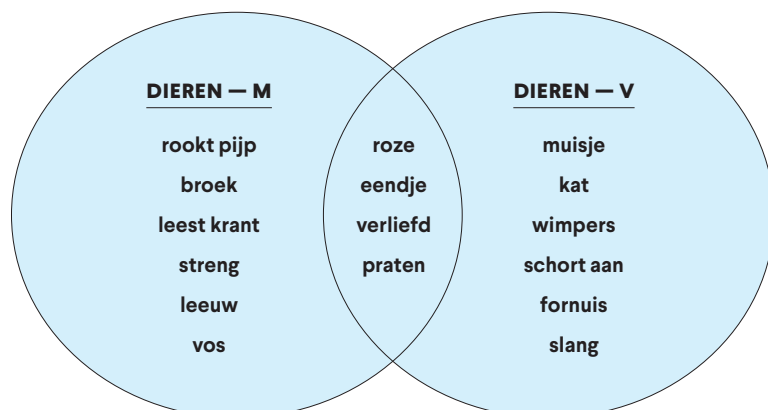 DIEREN — M
rookt pijp
broek
leest krant
streng
leeuw
vos
roze
eendje
verliefd
praten
DIEREN — V
muisje
kat
wimpers
schort aan
fornuis
slang